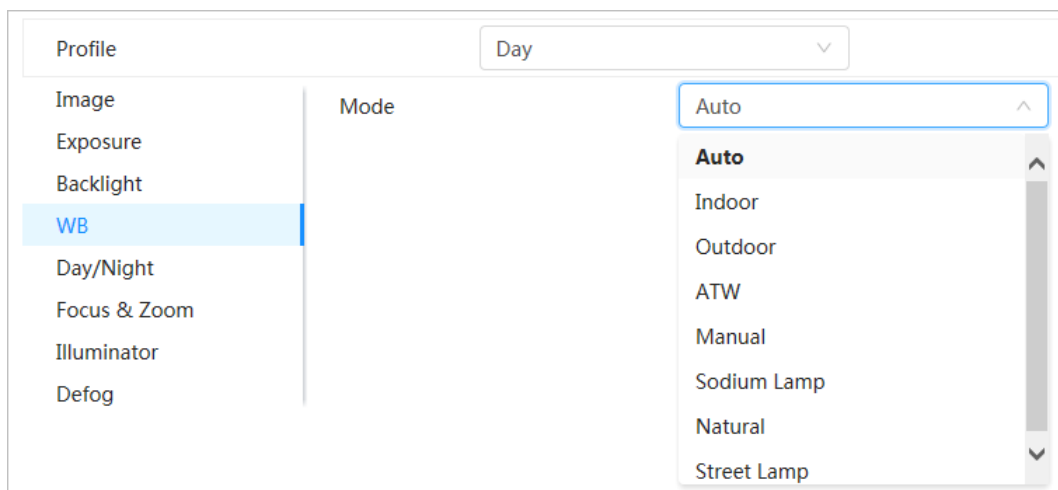 Profile Day
Image Mode Auto
Exposure
Auto
Backlight
Indoor
WB
Outdoor
Day/Night
ATW
Focus & Zoom
Manual
Illuminator
Sodium Lamp
Defog
Natural
Street Lamp